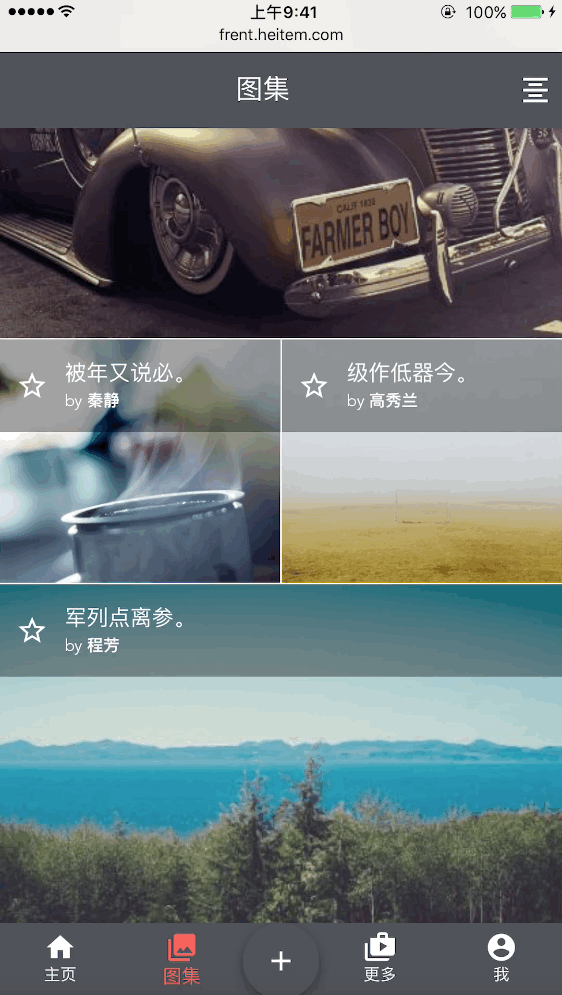 上午9:41
100%
frent.heitem.com
图集
CALIF 1938
FARMER BOY
被年又说必。
by 秦静
级作低器今。
by 高秀兰
军列点离参。
by 程芳
主页
图集
更多
我